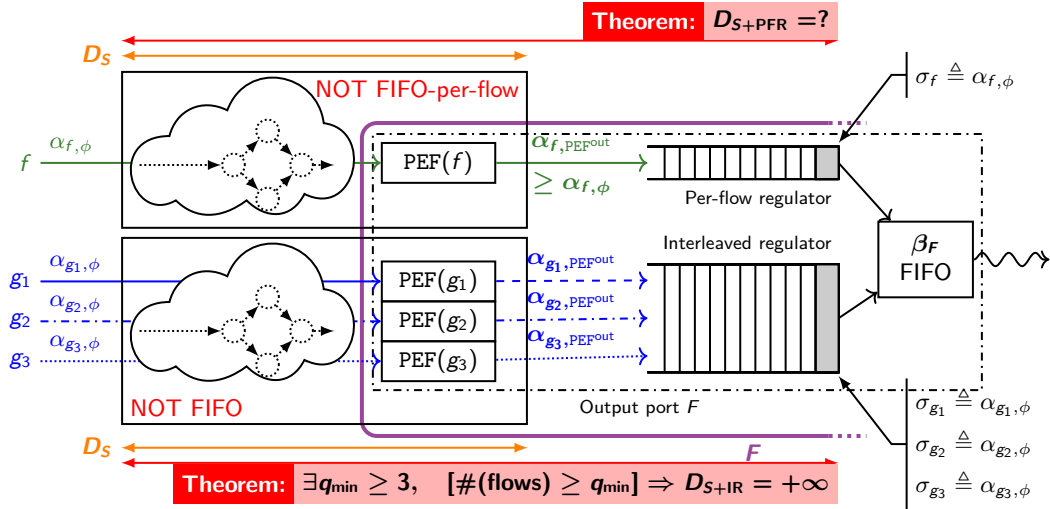 Theorem: D_{S+PFR} =?
D_S
NOT FIFO-per-flow
σ_f ≜ α_{f,ϕ}
f α_{f,ϕ} PEF(f) α_{f,PEF^out}
≥ α_{f,ϕ}
Per-flow regulator
Interleaved regulator
β_F
FIFO
g_1 α_{g_1,ϕ} PEF(g_1) α_{g_1,PEF^out}
g_2 α_{g_2,ϕ} PEF(g_2) α_{g_2,PEF^out}
g_3 α_{g_3,ϕ} PEF(g_3) α_{g_3,PEF^out}
NOT FIFO
Output port F
σ_{g_1} ≜ α_{g_1,ϕ}
σ_{g_2} ≜ α_{g_2,ϕ}
σ_{g_3} ≜ α_{g_3,ϕ}
D_S
F
Theorem: ∃q_min ≥ 3, [#(flows) ≥ q_min] ⇒ D_{S+IR} = +∞